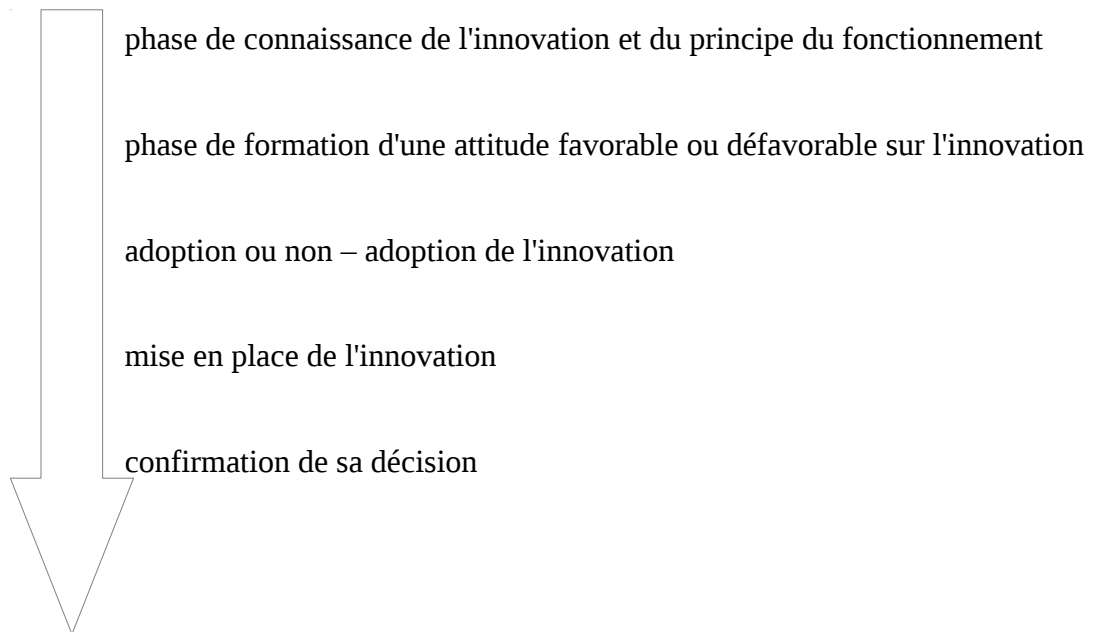 phase de connaissance de l'innovation et du principe du fonctionnement
phase de formation d'une attitude favorable ou défavorable sur l'innovation
adoption ou non – adoption de l'innovation
mise en place de l'innovation
confirmation de sa décision